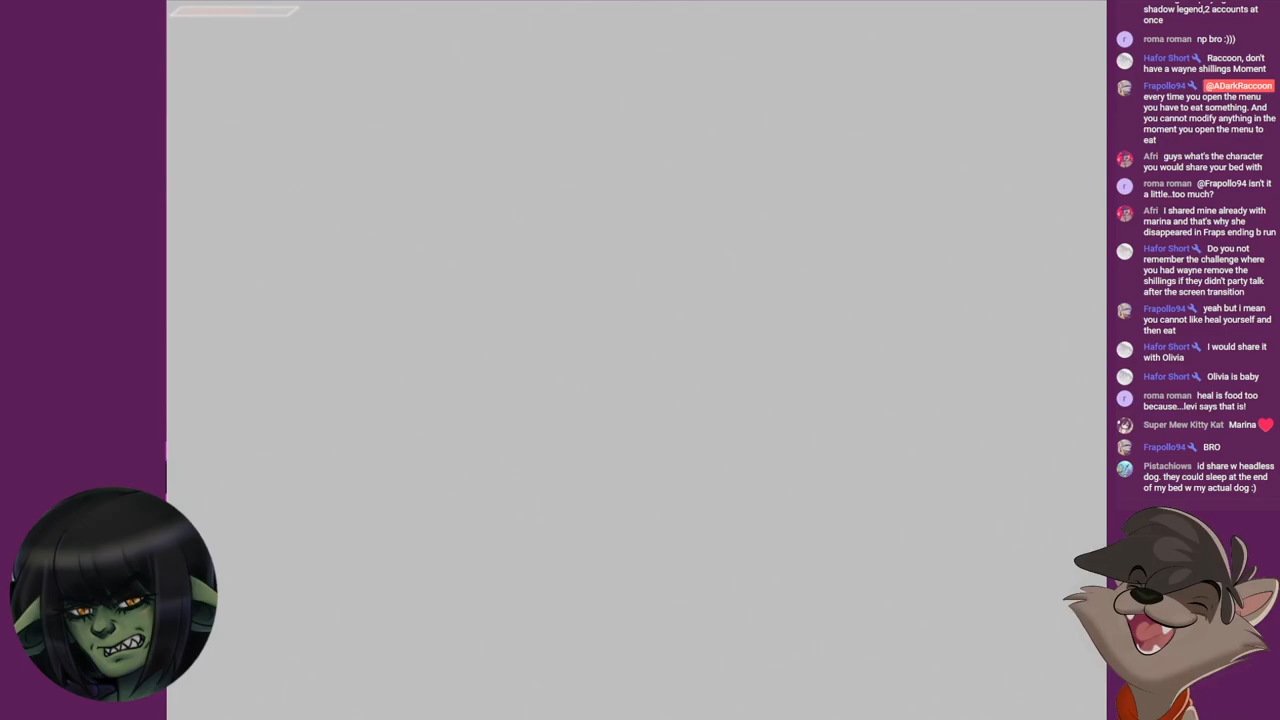 shadow legend,2 accounts at
once
r
roma roman np bro :)))
Hafor Short Raccoon, don't
have a wayne shillings Moment
Frapollo94 @ADarkRaccoon
every time you open the menu
you have to eat something. And
you cannot modify anything in the
moment you open the menu to
eat
Afri guys what's the character
you would share your bed with
r
roma roman @Frapollo94 isn't it
a little..too much?
Afri I shared mine already with
marina and that's why she
disappeared in Fraps ending b run
Hafor Short Do you not
remember the challenge where
you had wayne remove the
shillings if they didn't party talk
after the screen transition
Frapollo94 yeah but i mean
you cannot like heal yourself and
then eat
Hafor Short I would share it
with Olivia
Hafor Short Olivia is baby
r
roma roman heal is food too
because...levi says that is!
Super Mew Kitty Kat Marina
Frapollo94 BRO
Pistachiows id share w headless
dog. they could sleep at the end
of my bed w my actual dog :)